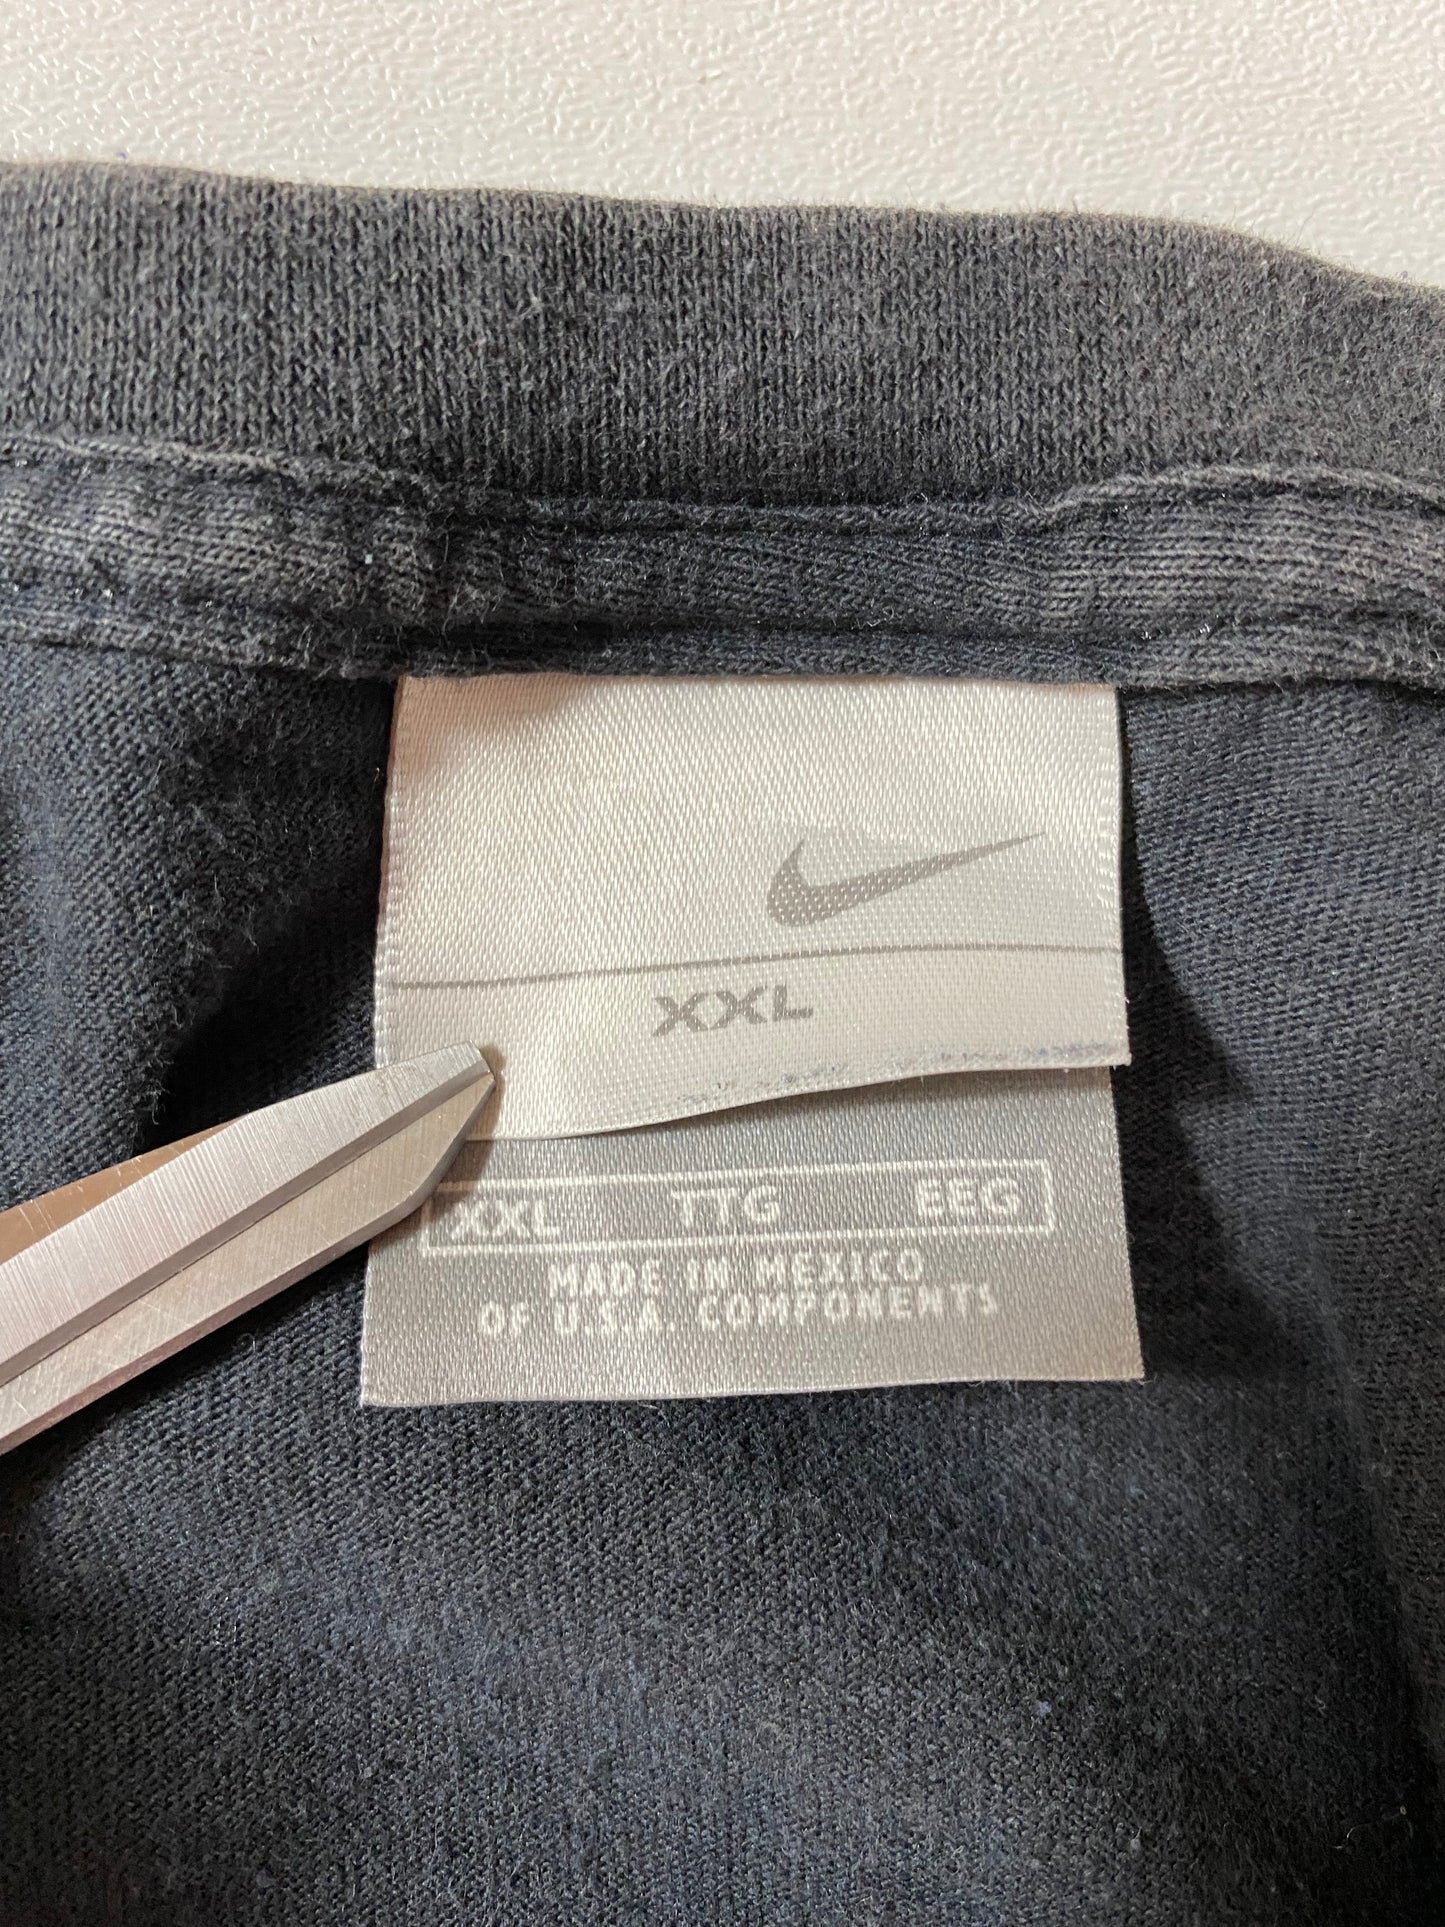 XXL
XXL TTG EEG
MADE IN MEXICO
OF U.S.A. COMPONENTS